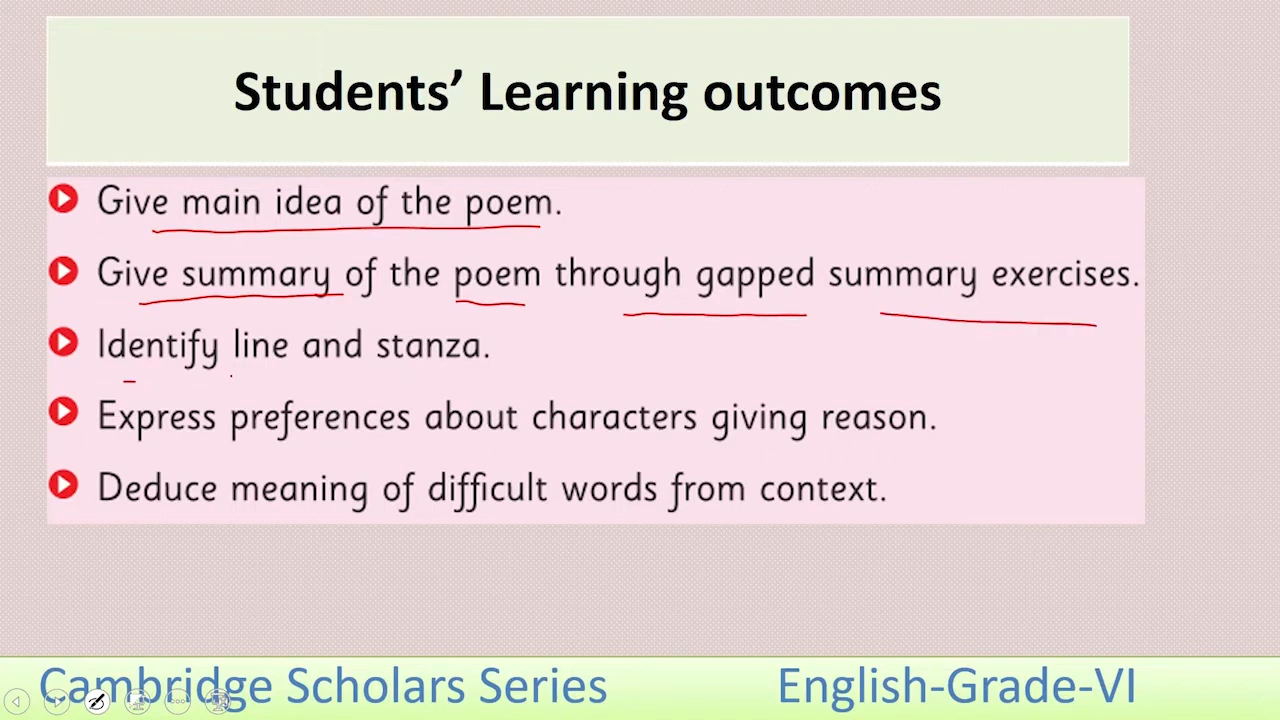 Students’ Learning outcomes
Give main idea of the poem.
Give summary of the poem through gapped summary exercises.
Identify line and stanza.
Express preferences about characters giving reason.
Deduce meaning of difficult words from context.
Cambridge Scholars Series English-Grade-VI